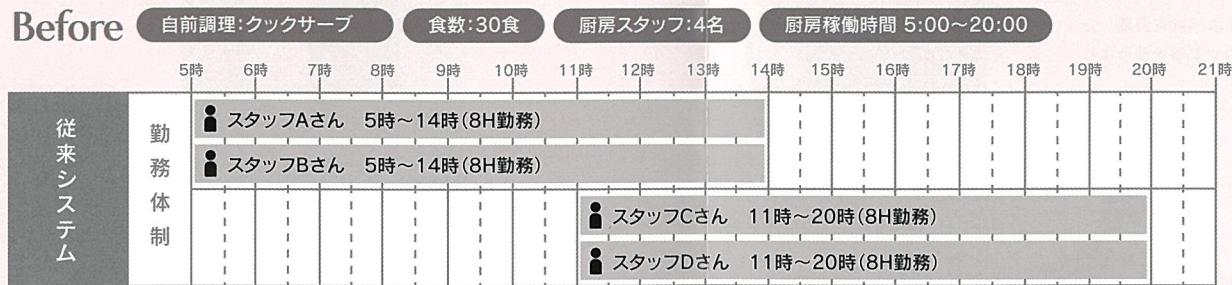 Before 自前調理:クックサーブ 食数:30食 厨房スタッフ:4名 厨房稼働時間 5:00〜20:00
5時 6時 7時 8時 9時 10時 11時 12時 13時 14時 15時 16時 17時 18時 19時 20時 21時
従来システム
勤務体制
スタッフAさん 5時〜14時(8H勤務)
スタッフBさん 5時〜14時(8H勤務)
スタッフCさん 11時〜20時(8H勤務)
スタッフDさん 11時〜20時(8H勤務)